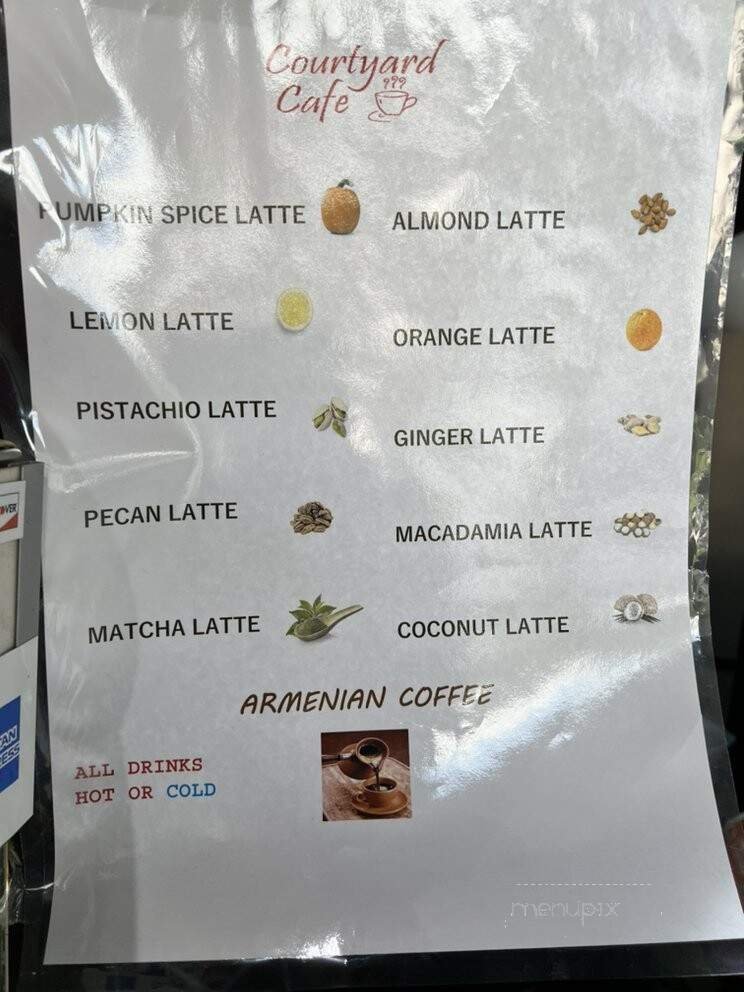 Courtyard
Cafe
PUMPKIN SPICE LATTE
ALMOND LATTE
LEMON LATTE
ORANGE LATTE
PISTACHIO LATTE
GINGER LATTE
PECAN LATTE
MACADAMIA LATTE
MATCHA LATTE
COCONUT LATTE
ARMENIAN COFFEE
ALL DRINKS
HOT OR COLD
menupix